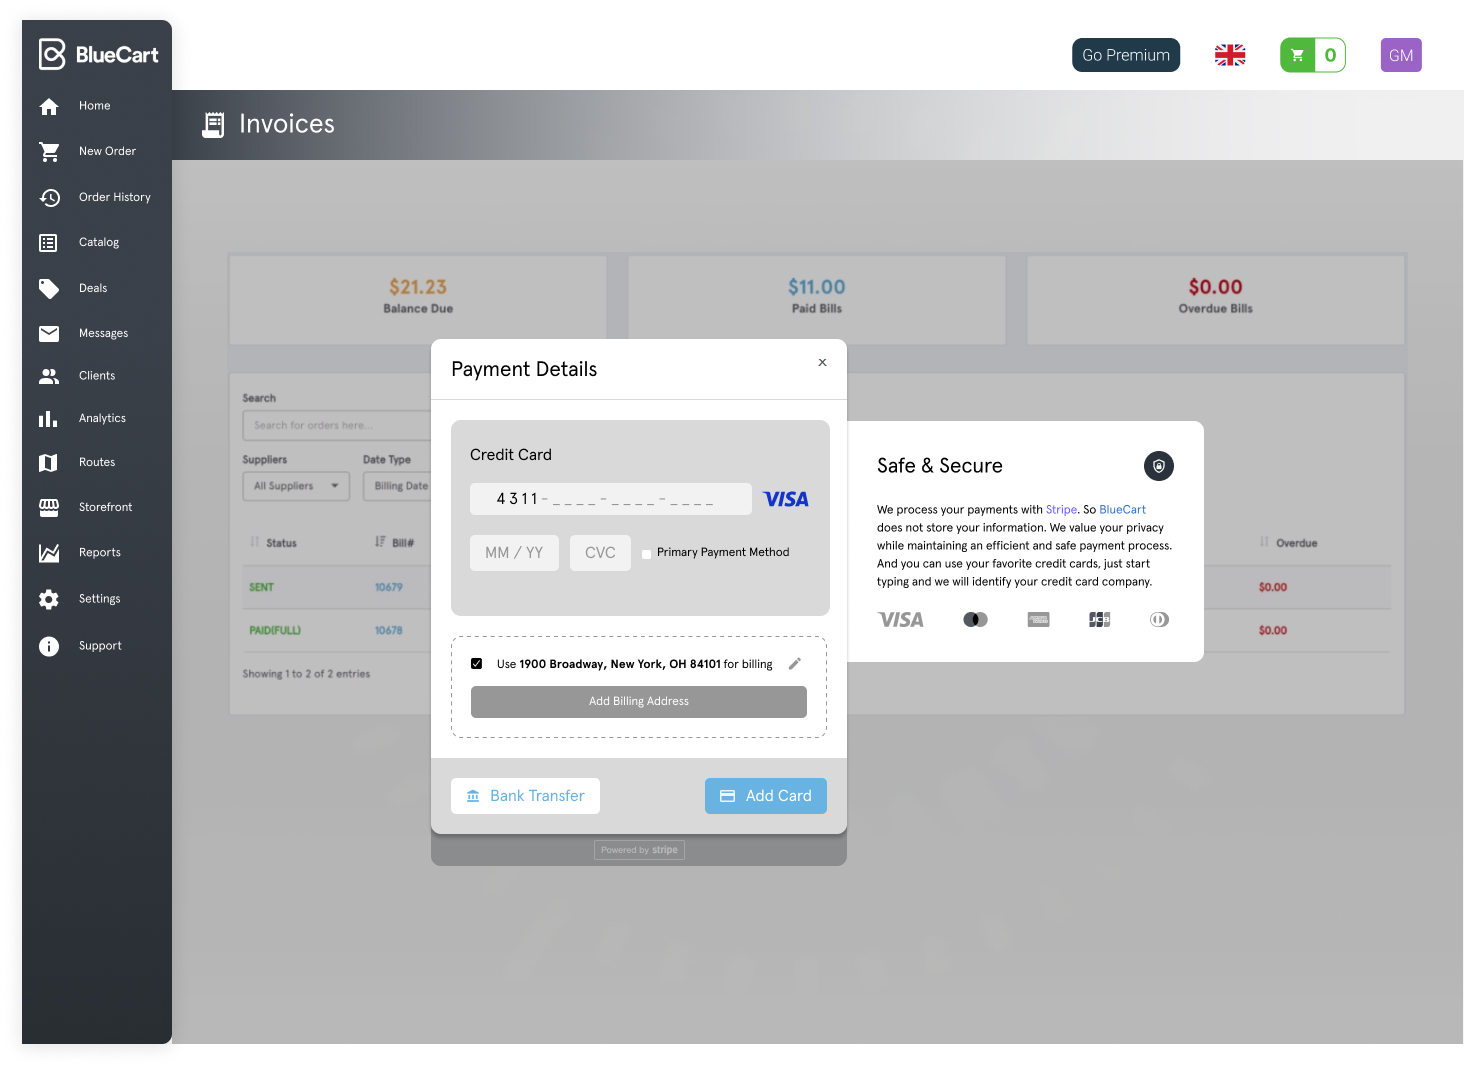 BlueCart
Go Premium
0
GM
Home
New Order
Order History
Catalog
Deals
Messages
Clients
Analytics
Routes
Storefront
Reports
Settings
Support
Invoices
$21.23
Balance Due
$11.00
Paid Bills
$0.00
Overdue Bills
Search
Search for orders here...
Suppliers
Date Type
All Suppliers
Billing Date
Status
Bill#
Overdue
SENT
10679
$0.00
PAID(FULL)
10678
$0.00
Showing 1 to 2 of 2 entries
Payment Details
x
Credit Card
4311-____-____-____
VISA
MM / YY
CVC
Primary Payment Method
Use 1900 Broadway, New York, OH 84101 for billing
Add Billing Address
Bank Transfer
Add Card
Powered by stripe
Safe & Secure
We process your payments with Stripe. So BlueCart
does not store your information. We value your privacy
while maintaining an efficient and safe payment process.
And you can use your favorite credit cards, just start
typing and we will identify your credit card company.
VISA
JCB